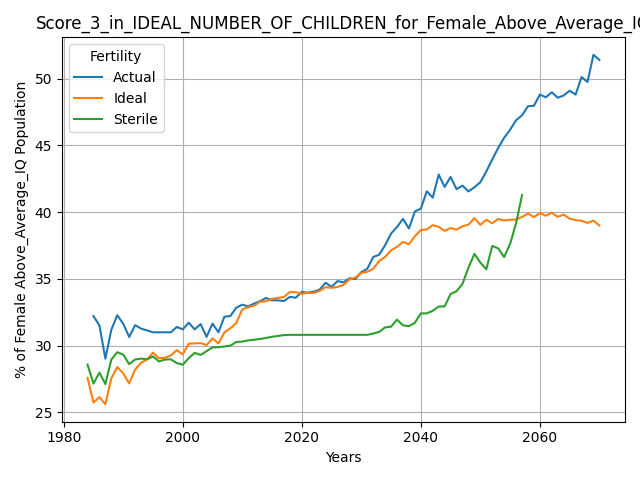 Score_3_in_IDEAL_NUMBER_OF_CHILDREN_for_Female_Above_Average_IQ
Fertility
Actual
Ideal
Sterile
% of Female Above_Average_IQ Population
50
45
40
35
30
25
1980
2000
2020
2040
2060
Years